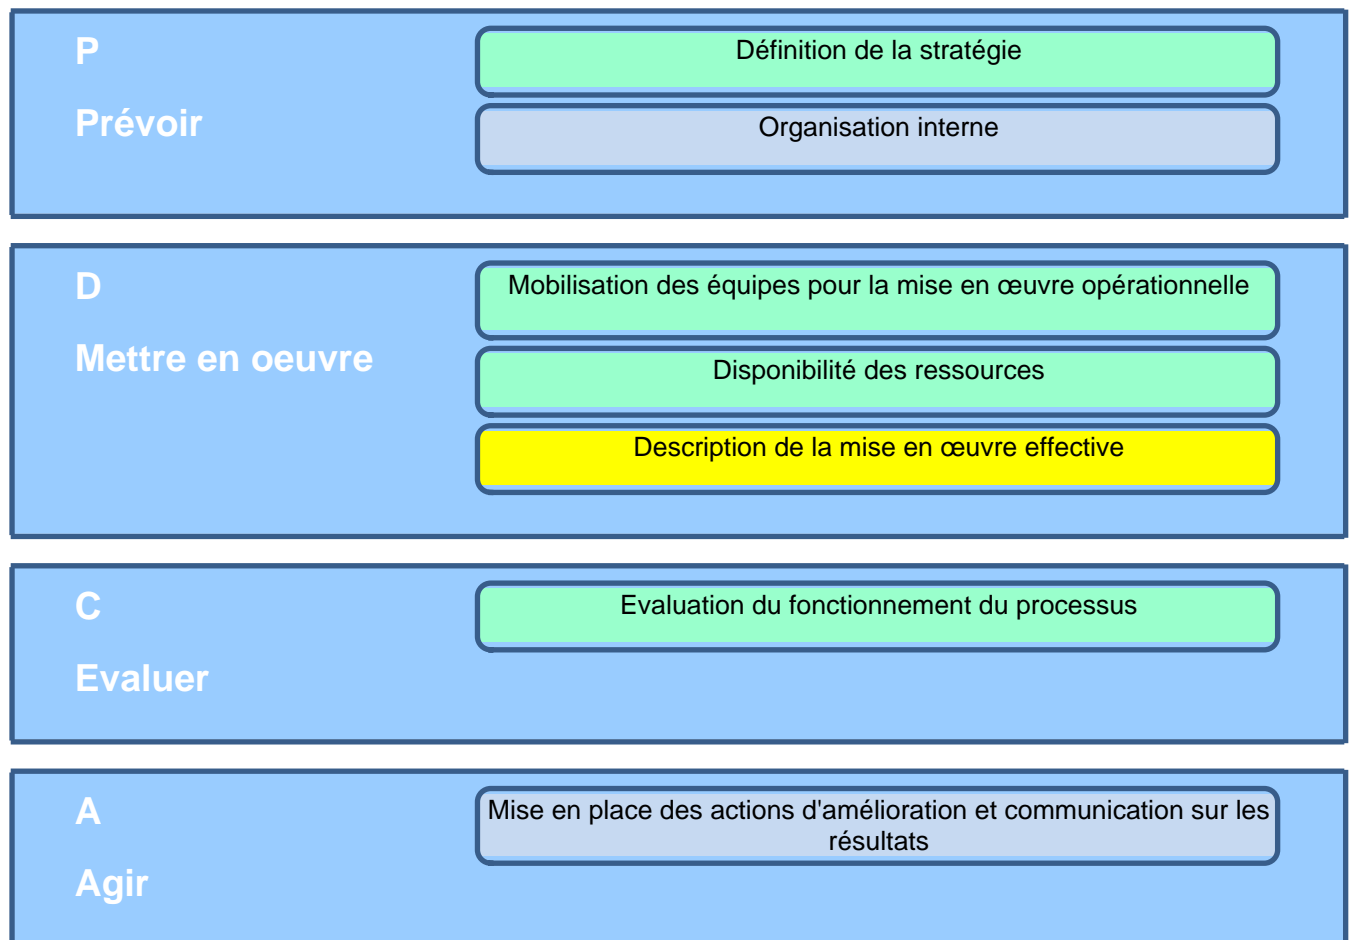 P
Prévoir
Définition de la stratégie
Organisation interne
D
Mettre en oeuvre
Mobilisation des équipes pour la mise en œuvre opérationnelle
Disponibilité des ressources
Description de la mise en œuvre effective
C
Evaluer
Evaluation du fonctionnement du processus
A
Agir
Mise en place des actions d'amélioration et communication sur les
résultats